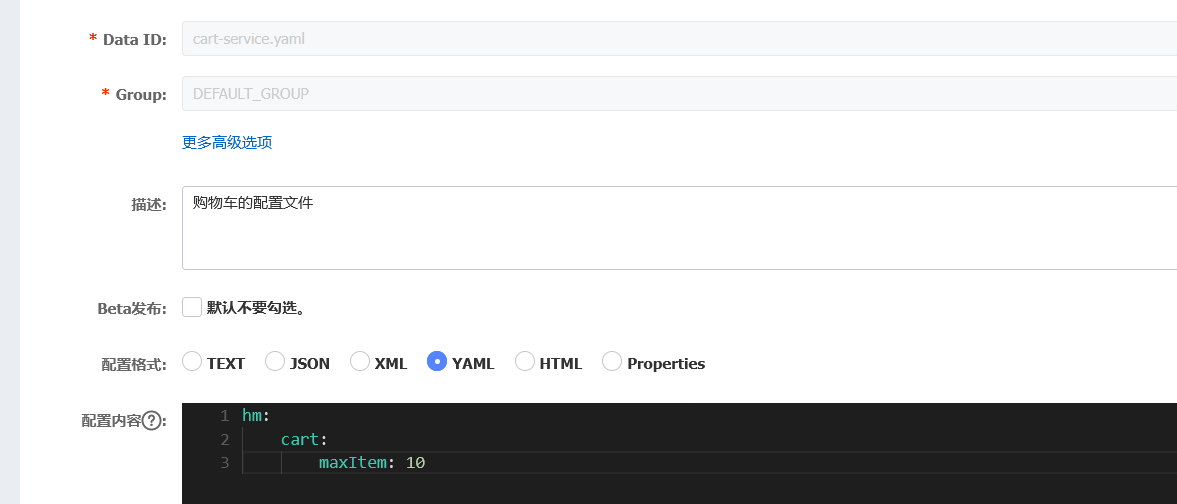 * Data ID: cart-service.yaml
* Group: DEFAULT_GROUP
更多高级选项
描述: 购物车的配置文件
Beta发布: 默认不要勾选。
配置格式: TEXT JSON XML YAML HTML Properties
配置内容?: 1 hm:
2 cart:
3 maxItem: 10